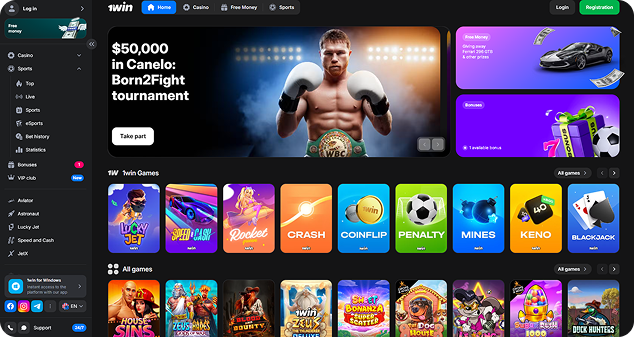 Log in
1win
Home
Casino
Free Money
Sports
Login
Registration
Free
money
Casino
Sports
Top
Live
Sports
eSports
Bet history
Statistics
Bonuses
1
VIP club
New
Aviator
Astronaut
Lucky Jet
Speed and Cash
JetX
1win for Windows
Instant access to the
platform with our app
EN
Support
24/7
$50,000
in Canelo:
Born2Fight
tournament
Take part
WBC
Free Money
Giving away
Ferrari 296 GTB
& other prizes
Bonuses
1 available bonus
BONUS
1W 1win Games
All games
LUCKY
JET
SPEED & CASH
Rocket
CRASH
COINFLIP
1win
PENALTY
MINES
KENO
40
BLACKJACK
All games
All games
HOUSE
SINS
ZEUS
HADES
BOUNTY
1win
ZEUS
SWEET
BONANZA
SUPER
SCATTER
THE DOG
HOUSE
1000
DUCK HUNTERS